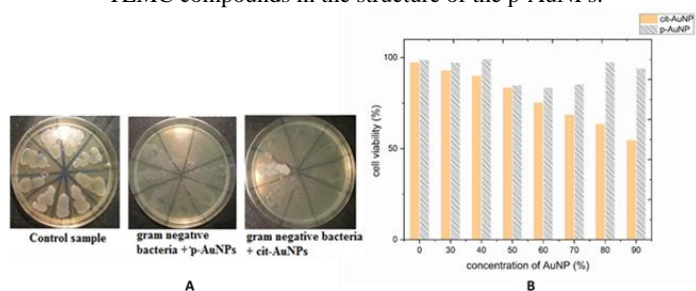 TEMC compounds in the structure of the p-AuNPs.
cit-AuNP
p-AuNP
100
50
0
cell viability (%)
0 30 40 50 60 70 80 90
concentration of AuNP (%)
Control sample
gram negative
bacteria + p-AuNPs
gram negative bacteria
+ cit-AuNPs
A
B